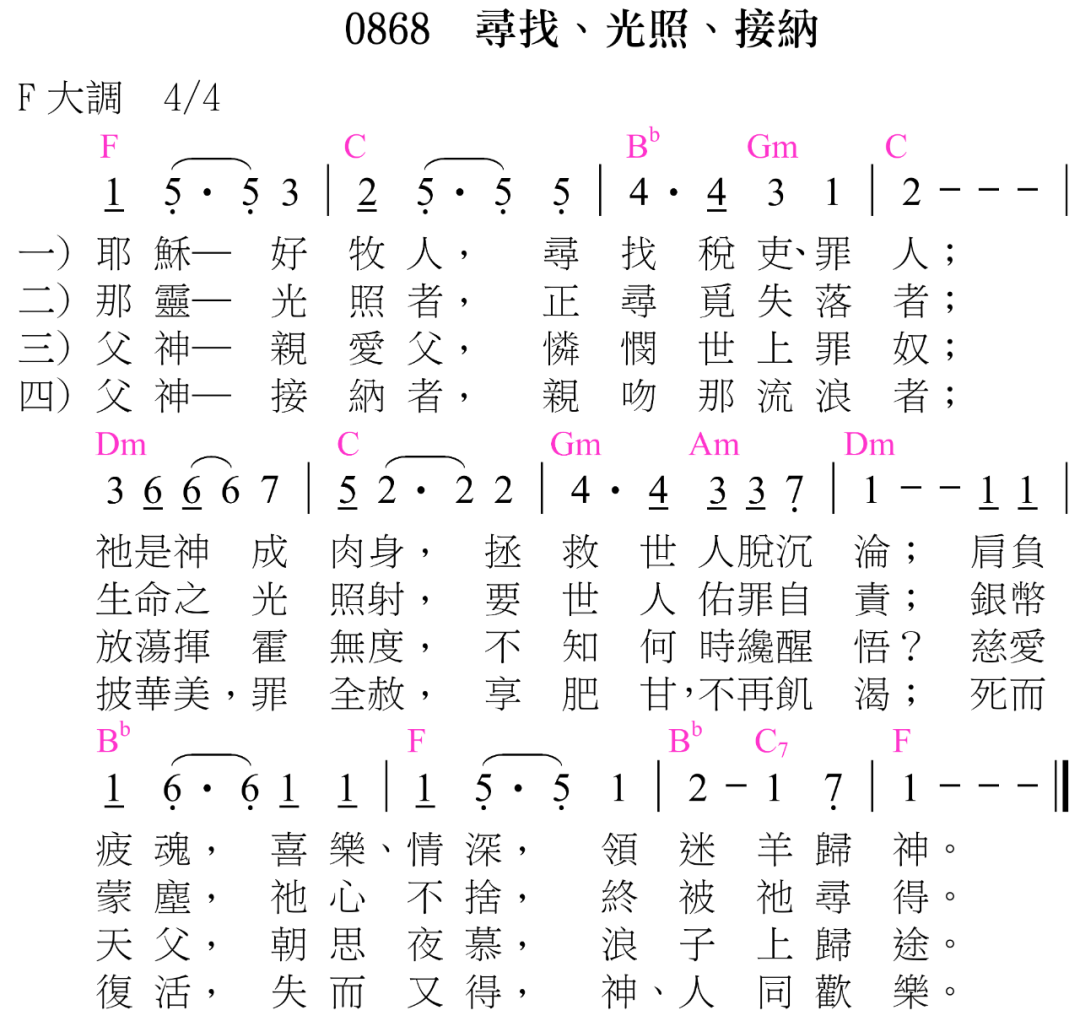 0868 尋找、光照、接納
F 大調 4/4
F C Bb Gm C
1 5 · 5 3 | 2 5 · 5 5 | 4 · 4 3 1 | 2 - - - |
一) 耶 穌— 好 牧 人， 尋 找 稅 吏、罪 人；
二) 那 靈— 光 照 者， 正 尋 覓 失 落 者；
三) 父 神— 親 愛 父， 憐 憫 世 上 罪 奴；
四) 父 神— 接 納 者， 親 吻 那 流 浪 者；
Dm C Gm Am Dm
3 6 6 6 7 | 5 2 · 2 2 | 4 · 4 3 3 7 | 1 - - 1 1 |
祂是神 成 肉身， 拯 救 世 人脫沉 淪； 肩負
生命之 光 照射， 要 世 人 佑罪自 責； 銀幣
放蕩揮 霍 無度， 不 知 何 時纔醒 悟？ 慈愛
披華美，罪 全赦， 享 肥 甘，不再飢 渴； 死而
Bb F Bb C7 F
1 6 · 6 1 1 | 1 5 · 5 1 | 2 - 1 7 | 1 - - - ‖
疲 魂， 喜 樂、情 深， 領 迷 羊 歸 神。
蒙 塵， 祂 心 不 捨， 終 被 祂 尋 得。
天 父， 朝 思 夜 慕， 浪 子 上 歸 途。
復 活， 失 而 又 得， 神、人 同 歡 樂。